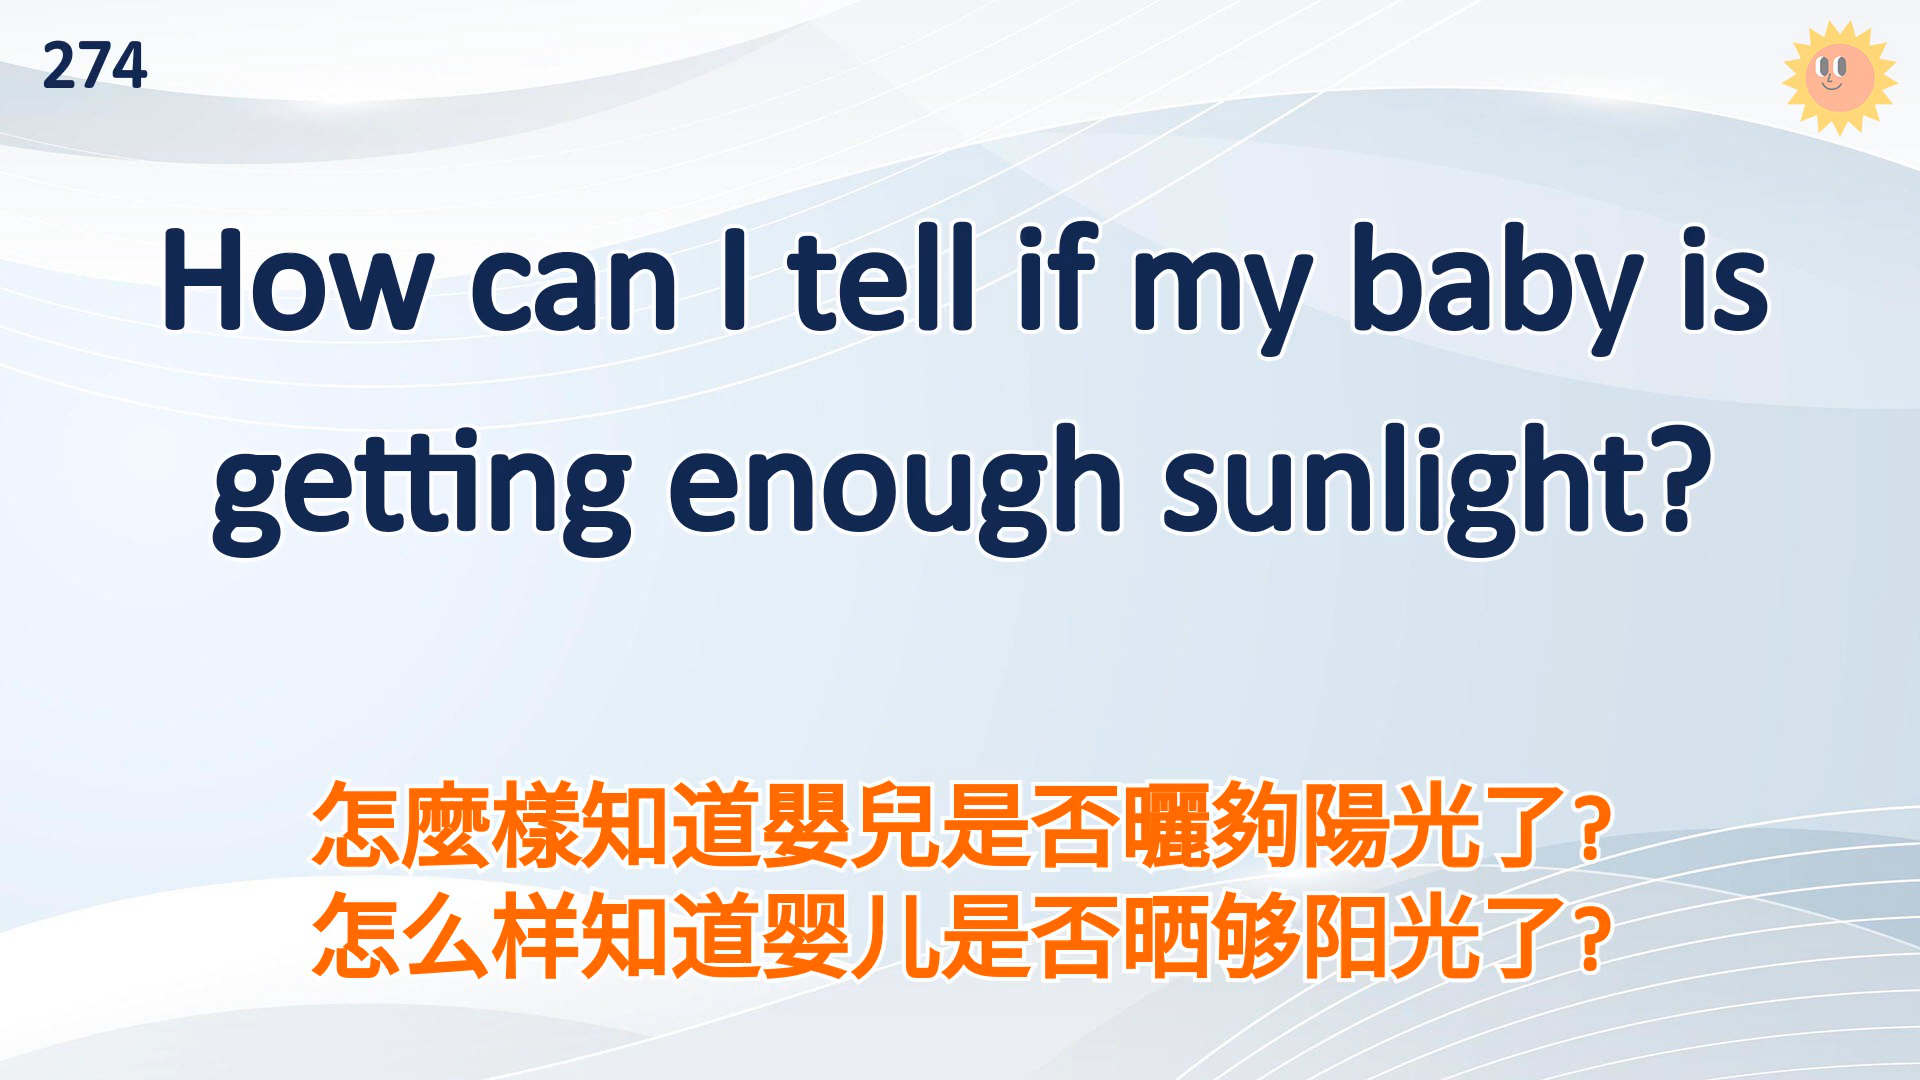 274
How can I tell if my baby is
getting enough sunlight?
怎麼樣知道嬰兒是否曬夠陽光了?
怎么样知道婴儿是否晒够阳光了?